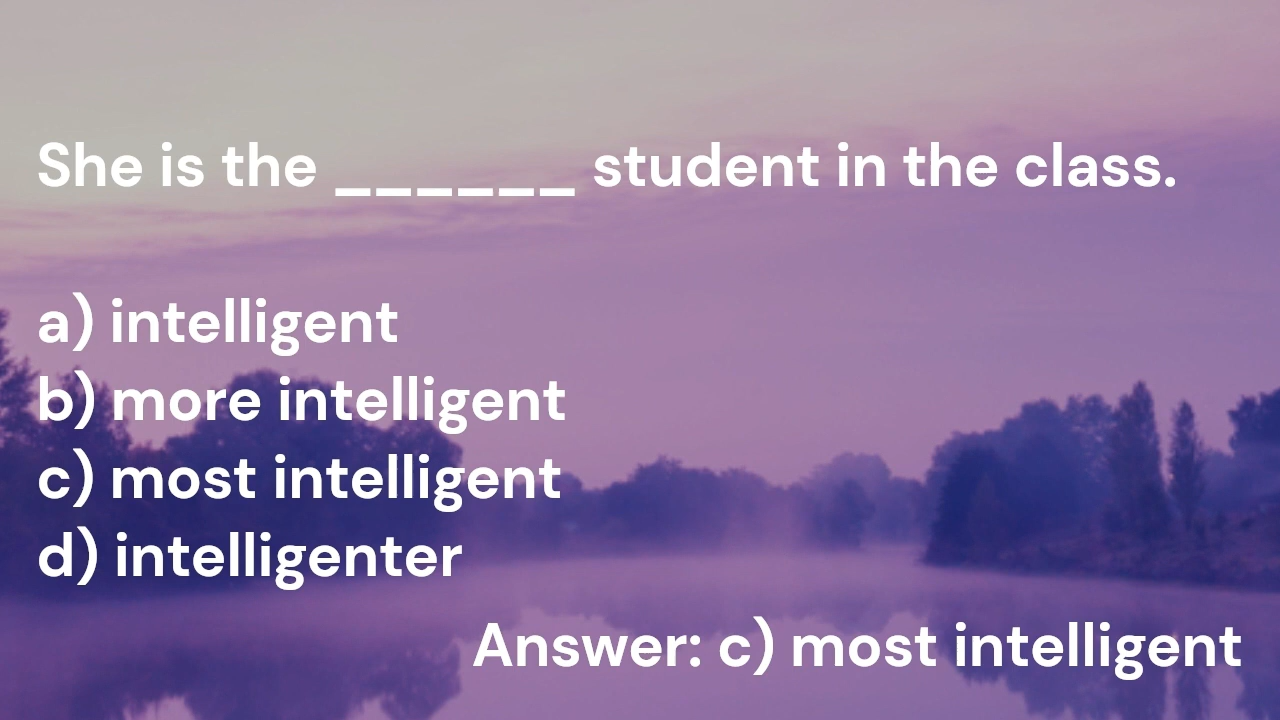 She is the ______ student in the class.
a) intelligent
b) more intelligent
c) most intelligent
d) intelligenter
Answer: c) most intelligent